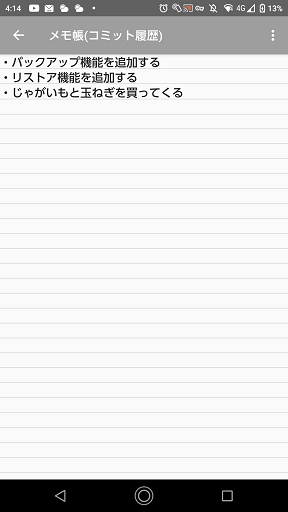 4:14
4G
13%
メモ帳(コミット履歴)
・バックアップ機能を追加する
・リストア機能を追加する
・じゃがいもと玉ねぎを買ってくる